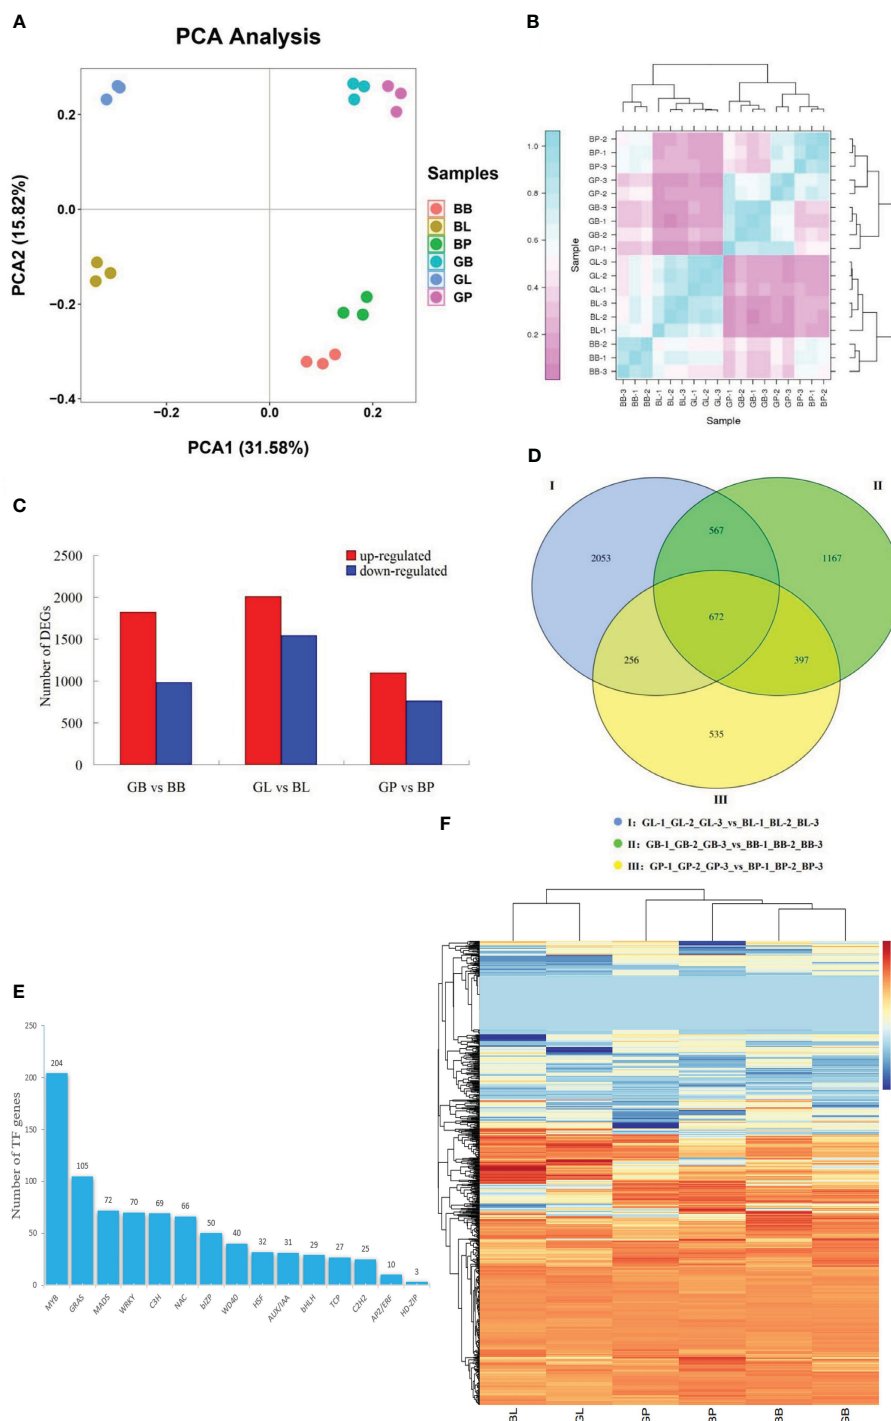 A
PCA Analysis
0.2
0.0
−0.2
−0.4
−0.2
0.0
0.2
PCA2 (15.82%)
PCA1 (31.58%)
Samples
BB
BL
BP
GB
GL
GP
B
1.0
0.8
0.6
0.4
0.2
Sample
BP-2
BP-1
BP-3
GP-3
GP-2
GB-3
GB-1
GB-2
GP-1
GL-3
GL-2
GL-1
BL-3
BL-2
BL-1
BB-2
BB-1
BB-3
BB-3
BB-1
BB-2
BL-1
BL-2
BL-3
GL-1
GL-2
GL-3
GP-1
GB-2
GB-1
GB-3
GP-2
GP-3
BP-3
BP-1
BP-2
Sample
C
Number of DEGs
2500
2000
1500
1000
500
0
up-regulated
down-regulated
GB vs BB
GL vs BL
GP vs BP
D
I
II
567
2053
1167
672
256
397
535
III
I: GL-1_GL-2_GL-3_vs_BL-1_BL-2_BL-3
II: GB-1_GB-2_GB-3_vs_BB-1_BB-2_BB-3
III: GP-1_GP-2_GP-3_vs_BP-1_BP-2_BP-3
E
Number of TF genes
250
200
150
100
50
0
204
105
72
70
69
66
50
40
32
31
29
27
25
10
3
MYB
GRAS
MADS
WRKY
C3H
NAC
bIZP
WD40
HSF
AUX/IAA
bHLH
TCP
C2H2
AP2/ERF
HD-ZIP
F
BL
GL
GP
BP
BB
GB